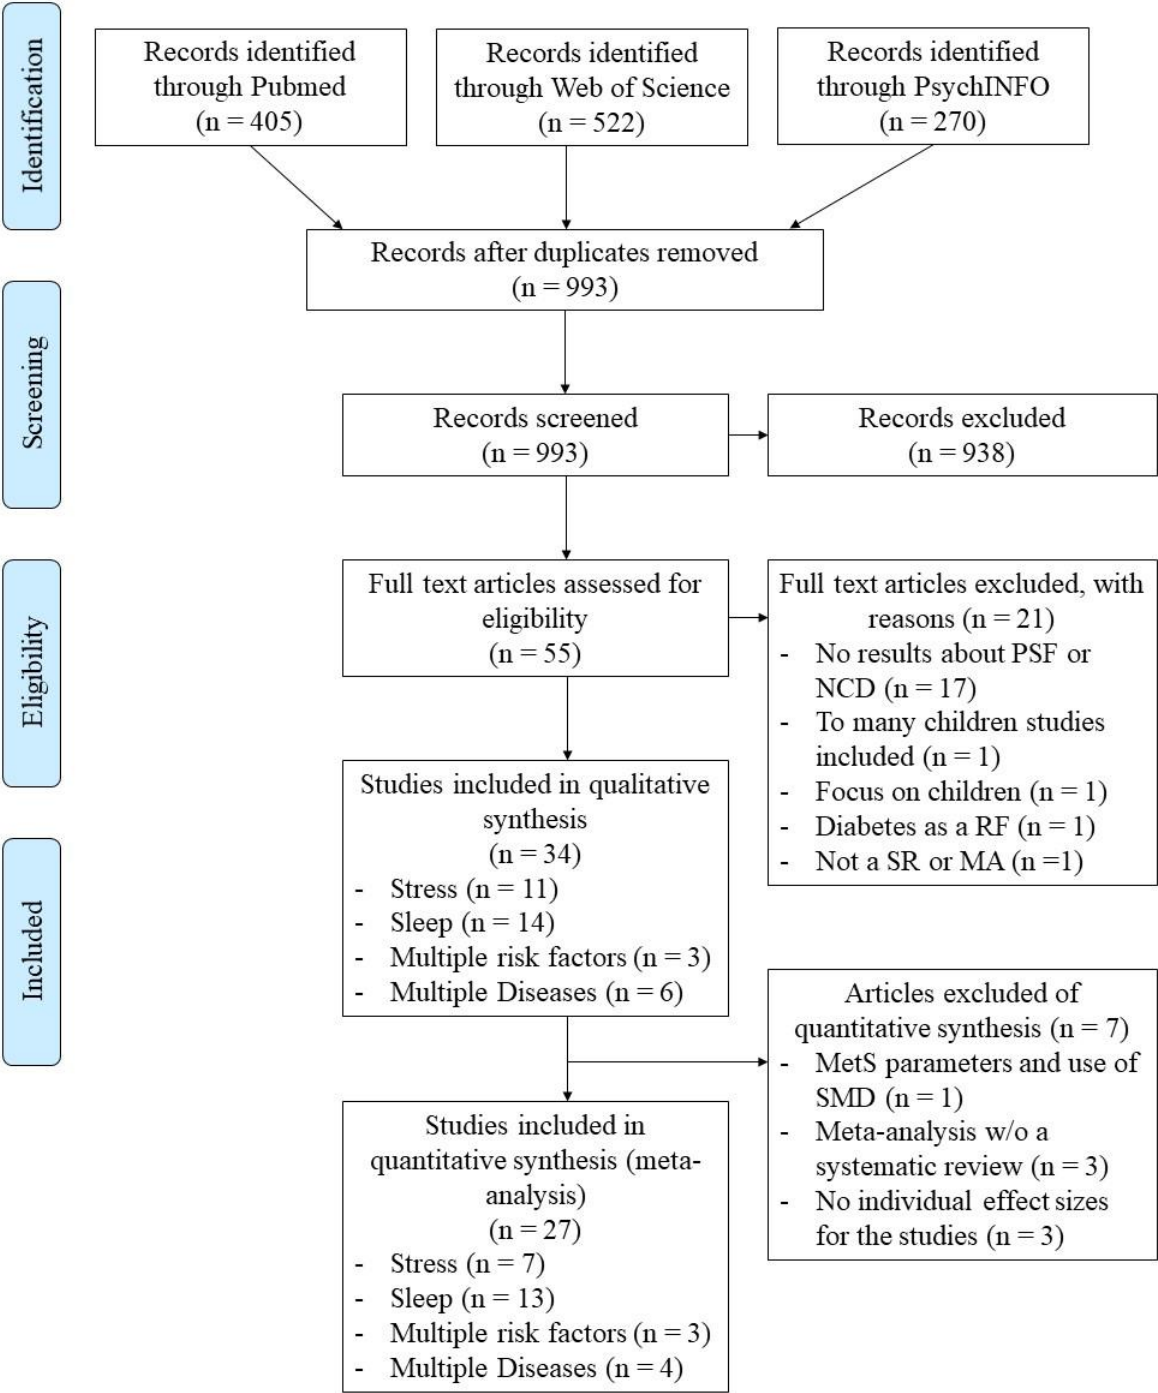 Identification
Records identified
through Pubmed
(n = 405)
Records identified
through Web of Science
(n = 522)
Records identified
through PsychINFO
(n = 270)
Records after duplicates removed
(n = 993)
Screening
Records screened
(n = 993)
Records excluded
(n = 938)
Eligibility
Full text articles assessed for
eligibility
(n = 55)
Full text articles excluded, with
reasons (n = 21)
- No results about PSF or
NCD (n = 17)
- To many children studies
included (n = 1)
- Focus on children (n = 1)
- Diabetes as a RF (n = 1)
- Not a SR or MA (n =1)
Studies included in qualitative
synthesis
(n = 34)
- Stress (n = 11)
- Sleep (n = 14)
- Multiple risk factors (n = 3)
- Multiple Diseases (n = 6)
Included
Articles excluded of
quantitative synthesis (n = 7)
- MetS parameters and use of
SMD (n = 1)
- Meta-analysis w/o a
systematic review (n = 3)
- No individual effect sizes
for the studies (n = 3)
Studies included in
quantitative synthesis (meta-
analysis)
(n = 27)
- Stress (n = 7)
- Sleep (n = 13)
- Multiple risk factors (n = 3)
- Multiple Diseases (n = 4)